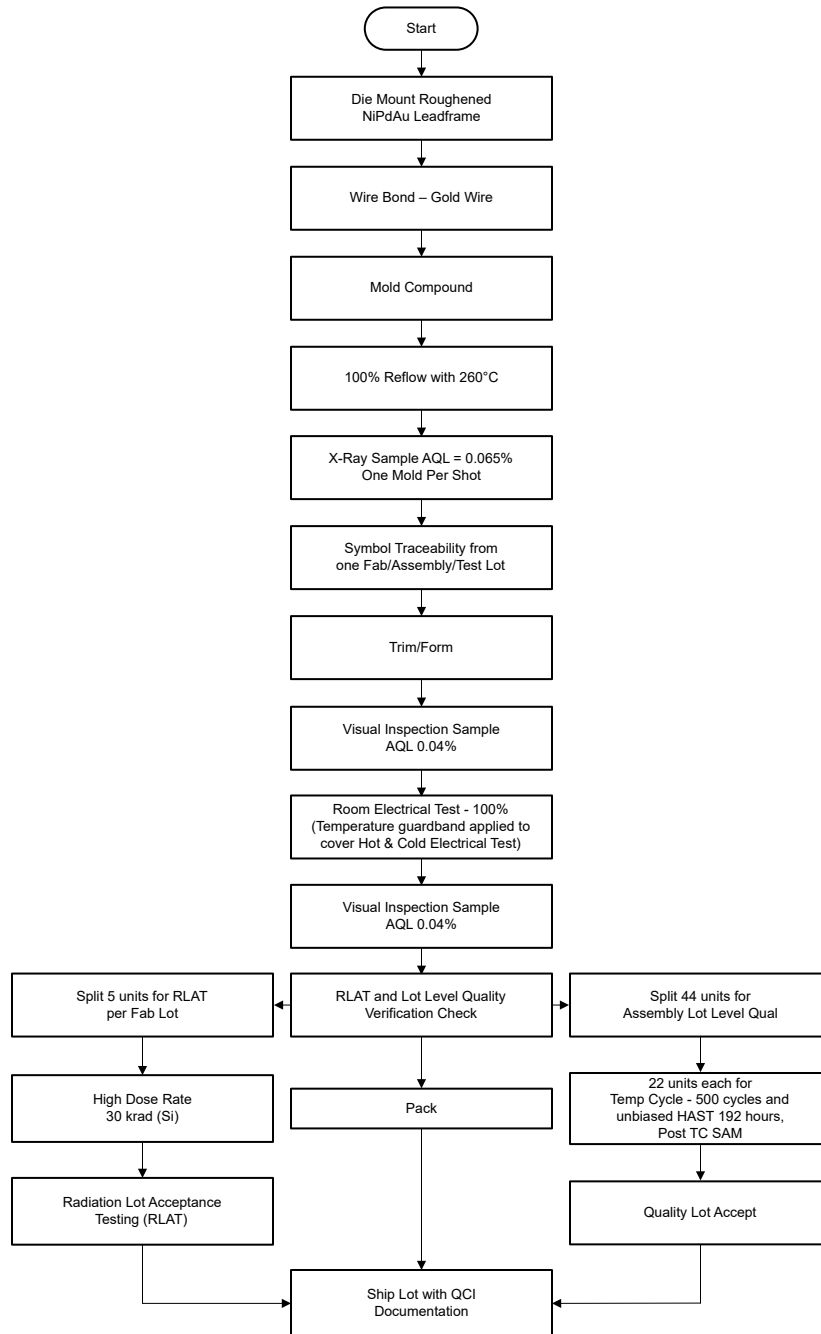 Start
Die Mount Roughened
NiPdAu Leadframe
Wire Bond – Gold Wire
Mold Compound
100% Reflow with 260°C
X-Ray Sample AQL = 0.065%
One Mold Per Shot
Symbol Traceability from
one Fab/Assembly/Test Lot
Trim/Form
Visual Inspection Sample
AQL 0.04%
Room Electrical Test - 100%
(Temperature guardband applied to
cover Hot & Cold Electrical Test)
Visual Inspection Sample
AQL 0.04%
Split 5 units for RLAT
per Fab Lot
RLAT and Lot Level Quality
Verification Check
Split 44 units for
Assembly Lot Level Qual
High Dose Rate
30 krad (Si)
Pack
22 units each for
Temp Cycle - 500 cycles and
unbiased HAST 192 hours,
Post TC SAM
Radiation Lot Acceptance
Testing (RLAT)
Quality Lot Accept
Ship Lot with QCI
Documentation